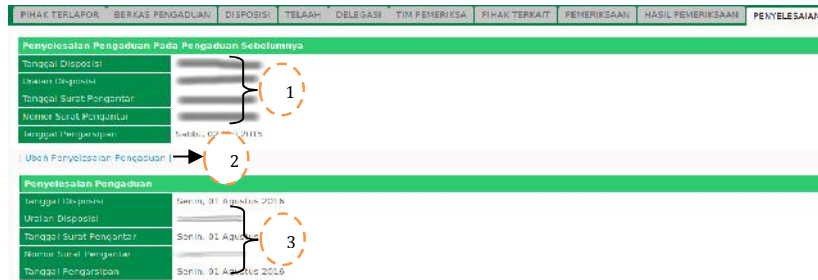 PIHAK TERLAPOR BERKAS PENGADUAN DISPOSISI TELAAH DELEGASI TIM PEMERIKSA PIHAK TERKAIT PEMERIKSAAN HASIL PEMERIKSAAN PENYELESAIAN
Penyelesaian Pengaduan Pada Pengaduan Sebelumnya
Tanggal Disposisi
Uraian Disposisi
Tanggal Surat Pengantar
Nomor Surat Pengantar
1
Tanggal Pengarsipan Sabtu, 02 2015
| Ubah Penyelesaian Pengaduan |
2
Penyelesaian Pengaduan
Tanggal Disposisi Senin, 01 Agustus 2016
Uraian Disposisi
Tanggal Surat Pengantar Senin, 01 Agustus
3
Nomor Surat Pengantar
Tanggal Pengarsipan Senin, 01 Agustus 2016